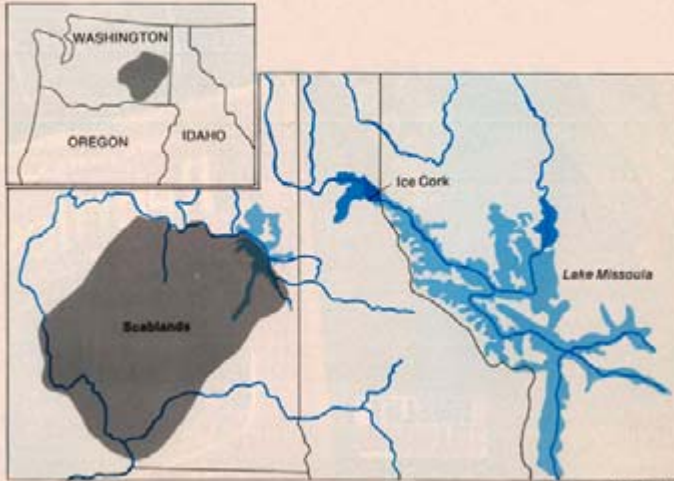 WASHINGTON
OREGON
IDAHO
Ice Cork
Lake Missoula
Scablands